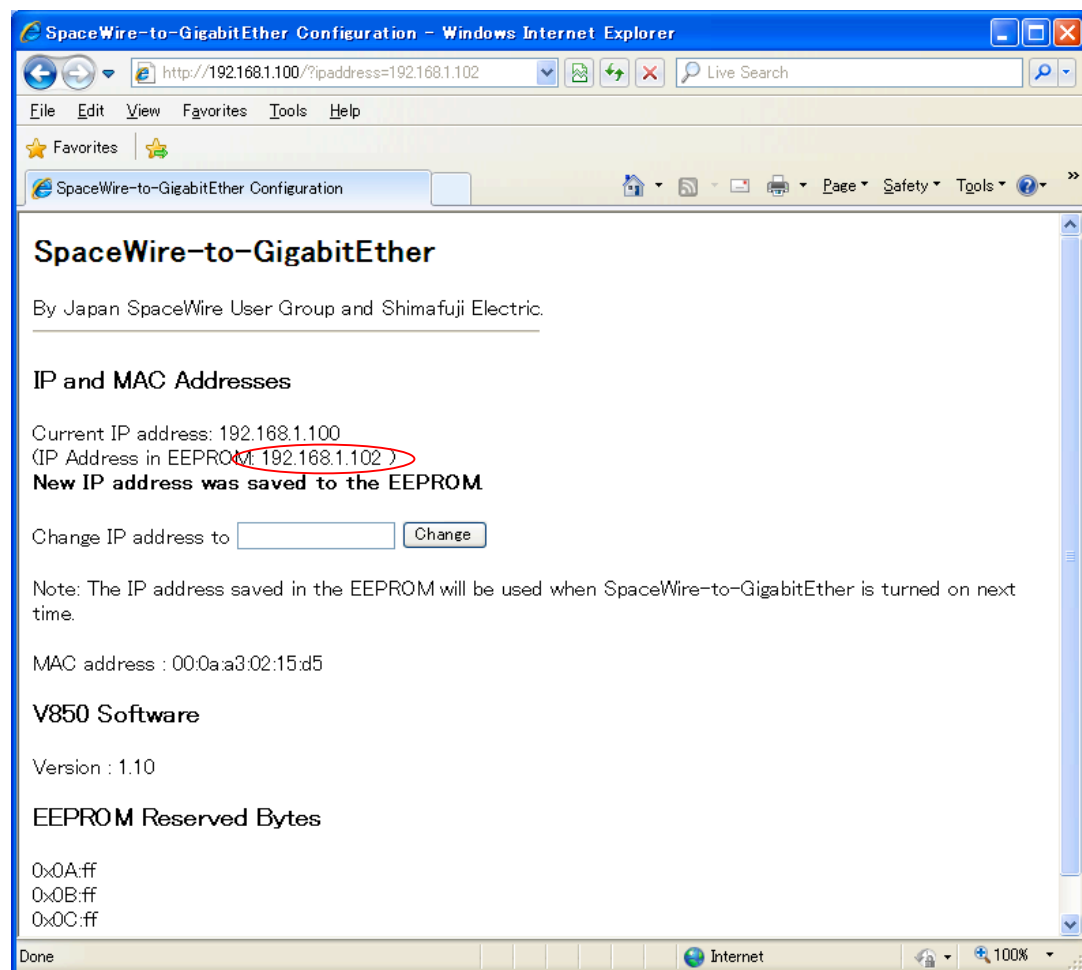 SpaceWire-to-GigabitEther Configuration - Windows Internet Explorer
http://192.168.1.100/?ipaddress=192.168.1.102
Live Search
File Edit View Favorites Tools Help
Favorites
SpaceWire-to-GigabitEther Configuration
Page Safety Tools
SpaceWire-to-GigabitEther
By Japan SpaceWire User Group and Shimafuji Electric.
IP and MAC Addresses
Current IP address: 192.168.1.100
(IP Address in EEPROM: 192.168.1.102 )
New IP address was saved to the EEPROM.
Change IP address to Change
Note: The IP address saved in the EEPROM will be used when SpaceWire-to-GigabitEther is turned on next
time.
MAC address : 00:0a:a3:02:15:d5
V850 Software
Version : 1.10
EEPROM Reserved Bytes
0x0A:ff
0x0B:ff
0x0C:ff
Done Internet 100%